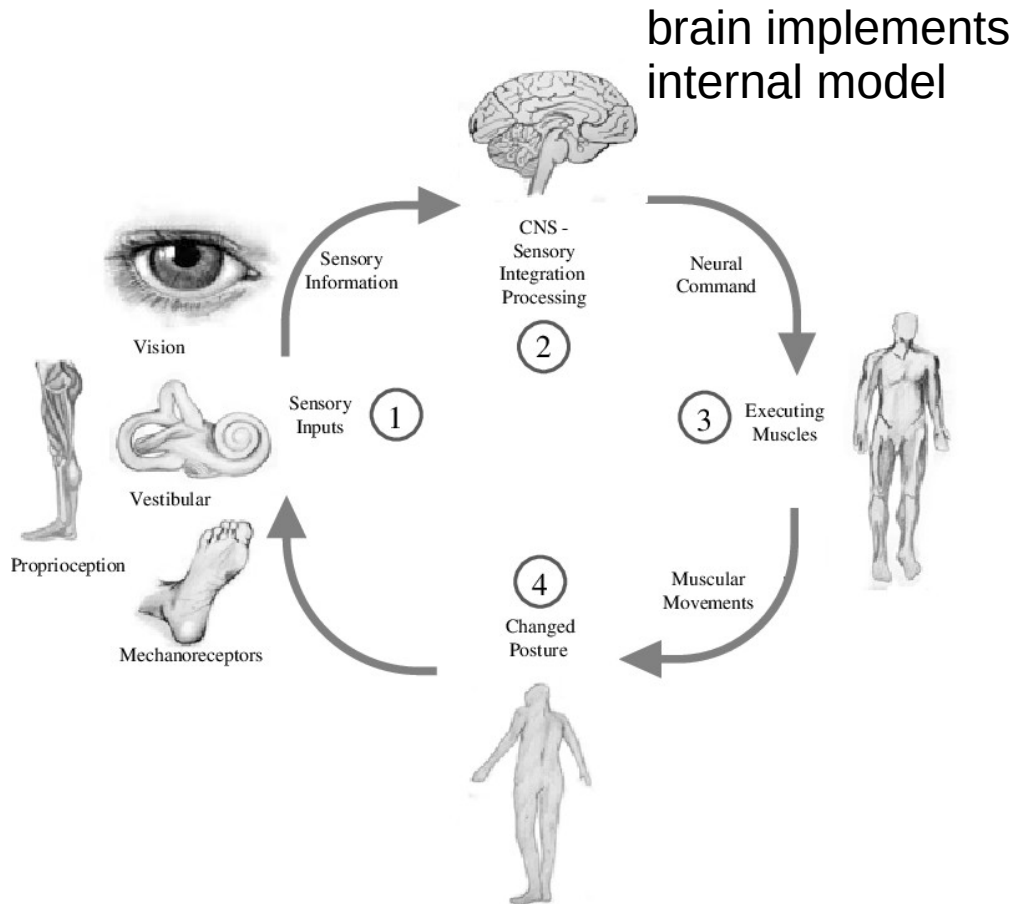 brain implements
internal model
CNS -
Sensory
Integration
Processing
2
Sensory
Information
Neural
Command
Vision
Sensory
Inputs
1
3
Executing
Muscles
Vestibular
Proprioception
Mechanoreceptors
4
Changed
Posture
Muscular
Movements